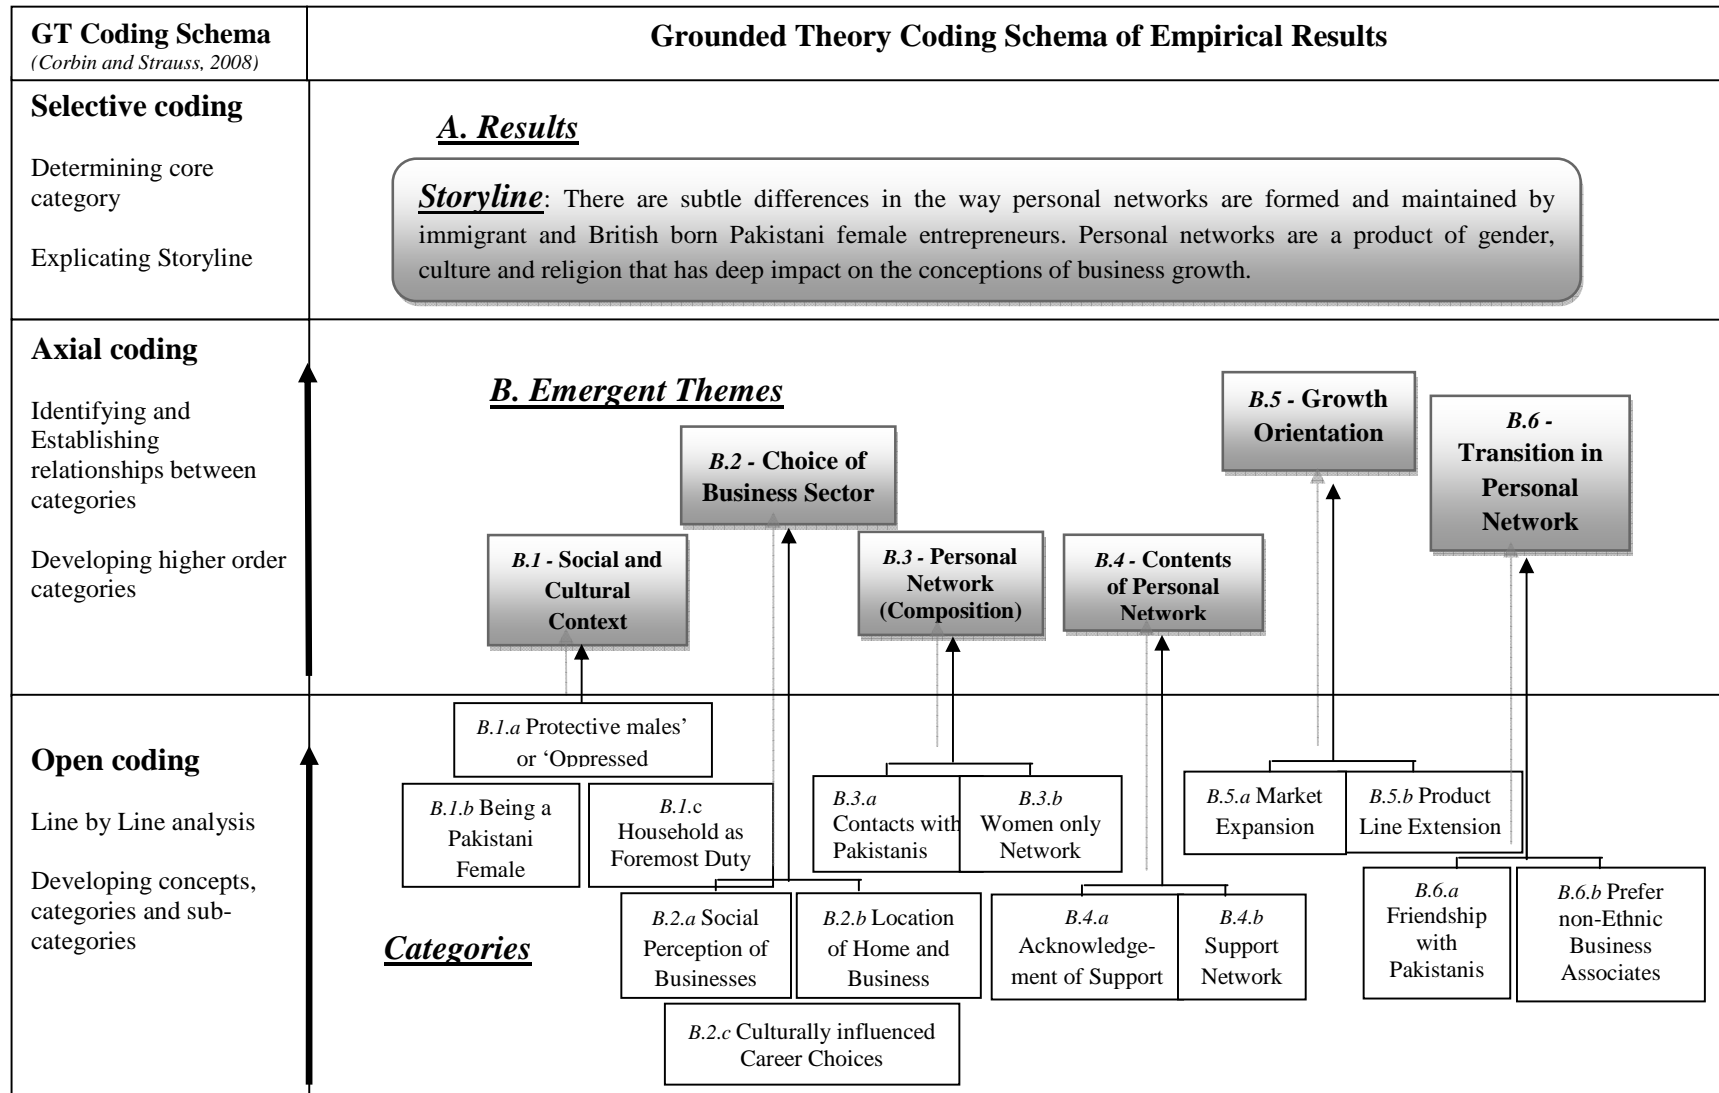 GT Coding Schema
(Corbin and Strauss, 2008)
Grounded Theory Coding Schema of Empirical Results
Selective coding
Determining core
category
Explicating Storyline
A. Results
Storyline: There are subtle differences in the way personal networks are formed and maintained by
immigrant and British born Pakistani female entrepreneurs. Personal networks are a product of gender,
culture and religion that has deep impact on the conceptions of business growth.
Axial coding
Identifying and
Establishing
relationships between
categories
Developing higher order
categories
B. Emergent Themes
B.1 - Social and
Cultural
Context
B.2 - Choice of
Business Sector
B.3 - Personal
Network
(Composition)
B.4 - Contents
of Personal
Network
B.5 - Growth
Orientation
B.6 -
Transition in
Personal
Network
Open coding
Line by Line analysis
Developing concepts,
categories and sub-
categories
Categories
B.1.a Protective males’
or ‘Oppressed
B.1.b Being a
Pakistani
Female
B.1.c
Household as
Foremost Duty
B.2.a Social
Perception of
Businesses
B.2.b Location
of Home and
Business
B.2.c Culturally influenced
Career Choices
B.3.a
Contacts with
Pakistanis
B.3.b
Women only
Network
B.4.a
Acknowledge-
ment of Support
B.4.b
Support
Network
B.5.a Market
Expansion
B.5.b Product
Line Extension
B.6.a
Friendship
with
Pakistanis
B.6.b Prefer
non-Ethnic
Business
Associates